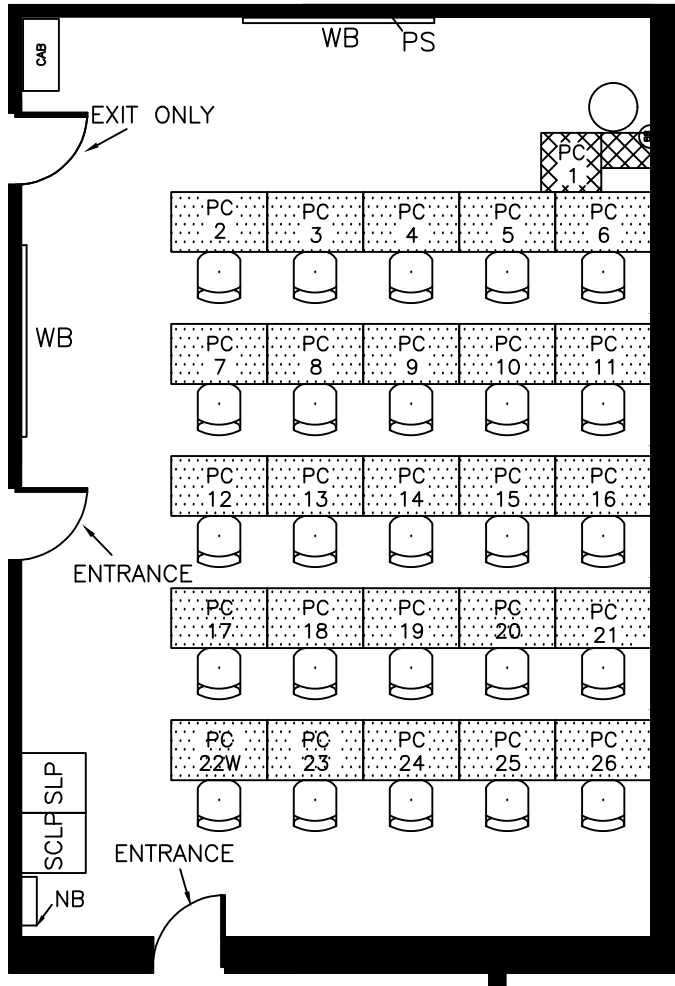 WB
PS
CAB
EXIT ONLY
PC
1
PC
2
PC
3
PC
4
PC
5
PC
6
WB
PC
7
PC
8
PC
9
PC
10
PC
11
PC
12
PC
13
PC
14
PC
15
PC
16
ENTRANCE
PC
17
PC
18
PC
19
PC
20
PC
21
PC
22W
PC
23
PC
24
PC
25
PC
26
SLP
SCLP
ENTRANCE
NB